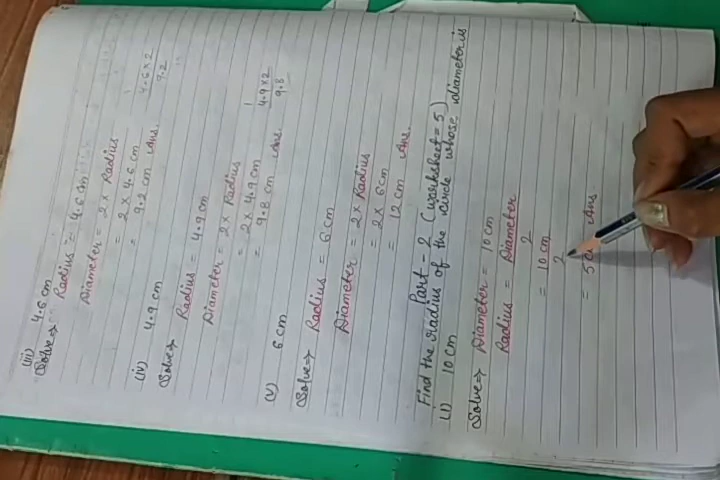 (iii) 4.6 cm
Solve⇒ Radius = 4.6 cm
Diameter = 2 × Radius
= 2 × 4.6 cm
= 9.2 cm Ans.
4.6×2
9.2
(iv) 4.9 cm
Solve⇒ Radius = 4.9 cm
Diameter = 2 × Radius
= 2 × 4.9 cm
= 9.8 cm Ans.
1
4.9×2
9.8
(v) 6 cm
Solve⇒ Radius = 6 cm
Diameter = 2 × Radius
= 2 × 6 cm
= 12 cm Ans.
Part - 2 (worksheet = 5)
Find the radius of the circle whose diameter is
(i) 10 cm
Solve⇒ Diameter = 10 cm
Radius = Diameter
2
= 10 cm
2
= 5 Ans